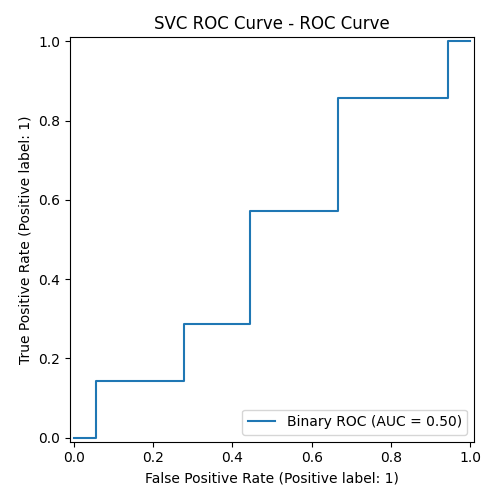 SVC ROC Curve - ROC Curve
True Positive Rate (Positive label: 1)
1.0
0.8
0.6
0.4
0.2
0.0
Binary ROC (AUC = 0.50)
0.0 0.2 0.4 0.6 0.8 1.0
False Positive Rate (Positive label: 1)